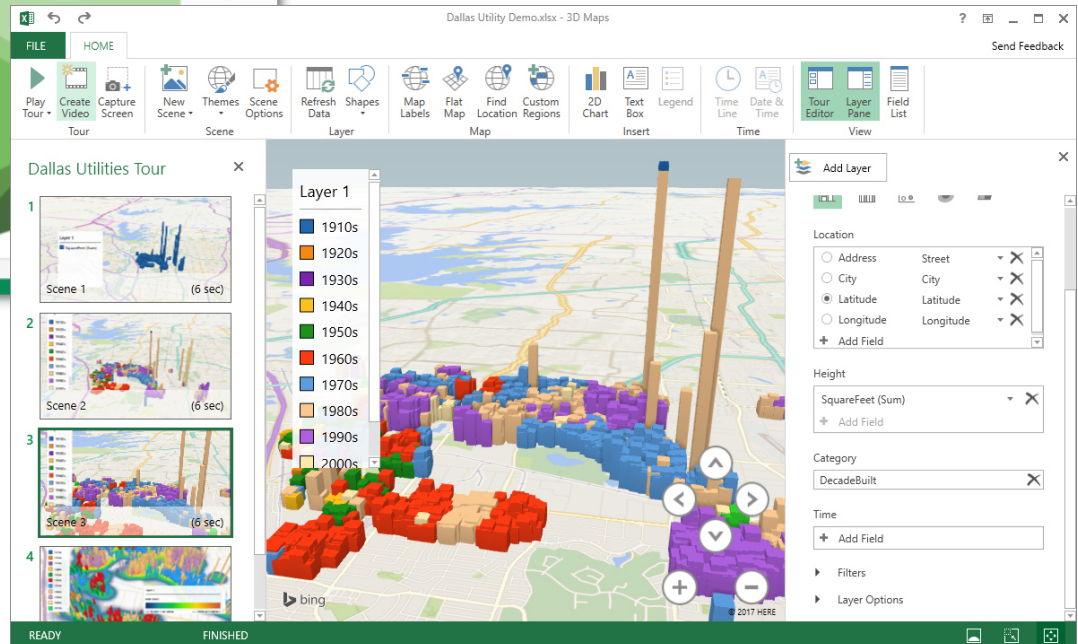 Dallas Utility Demo.xlsx - 3D Maps
?
FILE
HOME
Send Feedback
Play Tour
Create Video
Capture Screen
Tour
New Scene
Themes
Scene Options
Scene
Refresh Data
Shapes
Layer
Map Labels
Flat Map
Find Location
Custom Regions
Map
2D Chart
Text Box
Legend
Insert
Time Line
Date & Time
Time
Tour Editor
Layer Pane
Field List
View
Dallas Utilities Tour
1
Layer 1
SquareFeet (Sum)
Scene 1 (6 sec)
2
Scene 2 (6 sec)
3
Scene 3 (6 sec)
4
Layer 1
1910s
1920s
1930s
1940s
1950s
1960s
1970s
1980s
1990s
2000s
bing
© 2017 HERE
Add Layer
Location
Address Street
City City
Latitude Latitude
Longitude Longitude
+ Add Field
Height
SquareFeet (Sum)
+ Add Field
Category
DecadeBuilt
Time
+ Add Field
Filters
Layer Options
READY FINISHED